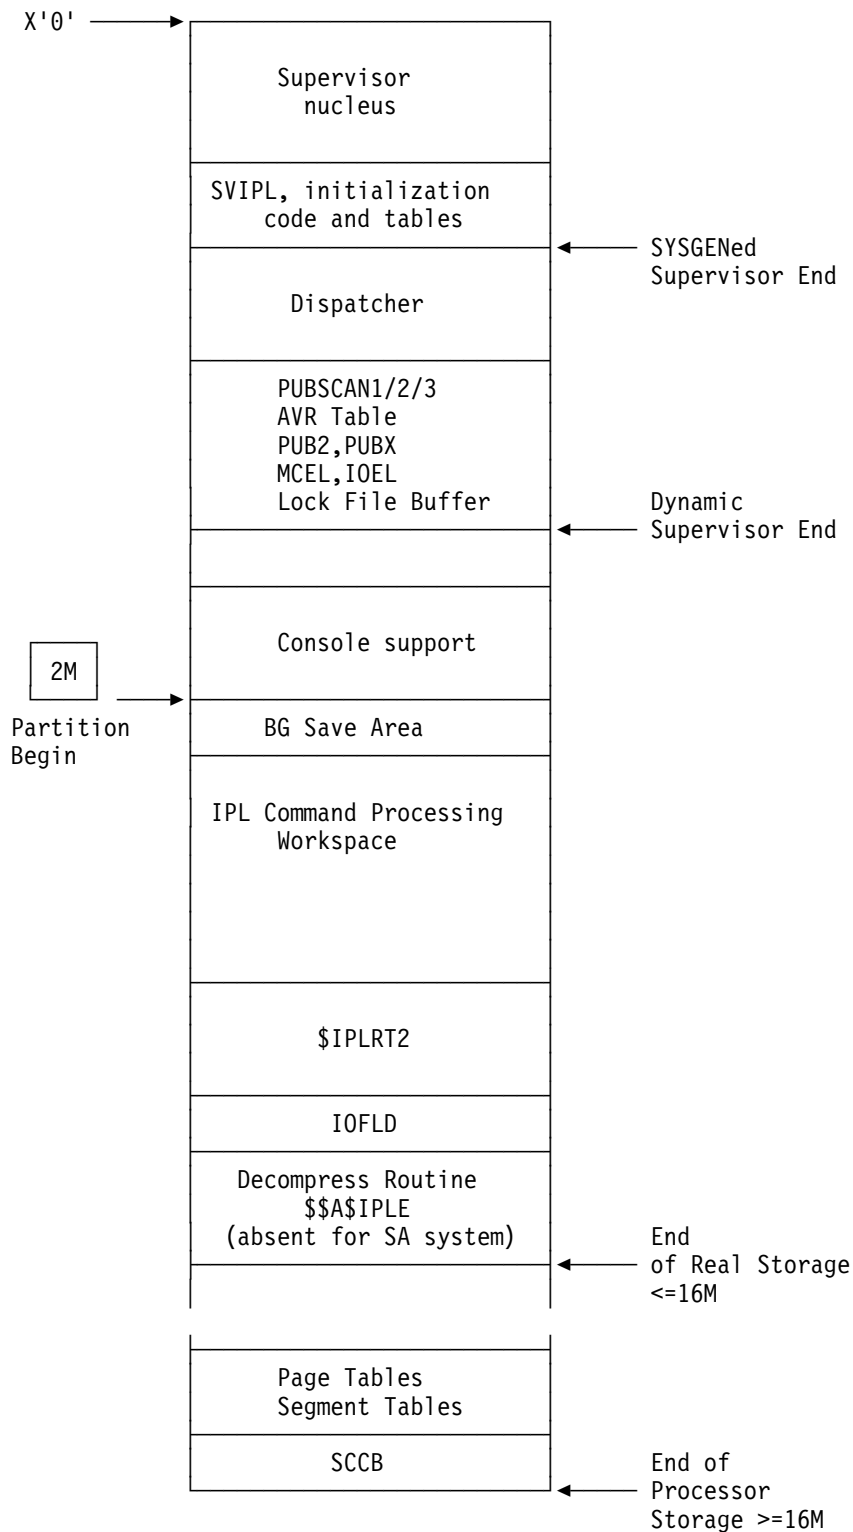 X'0'
Supervisor
nucleus
SVIPL, initialization
code and tables
SYSGENed
Supervisor End
Dispatcher
PUBSCAN1/2/3
AVR Table
PUB2,PUBX
MCEL,IOEL
Lock File Buffer
Dynamic
Supervisor End
Console support
2M
Partition
Begin
BG Save Area
IPL Command Processing
Workspace
$IPLRT2
IOFLD
Decompress Routine
$$A$IPLE
(absent for SA system)
End
of Real Storage
<=16M
Page Tables
Segment Tables
SCCB
End of
Processor
Storage >=16M